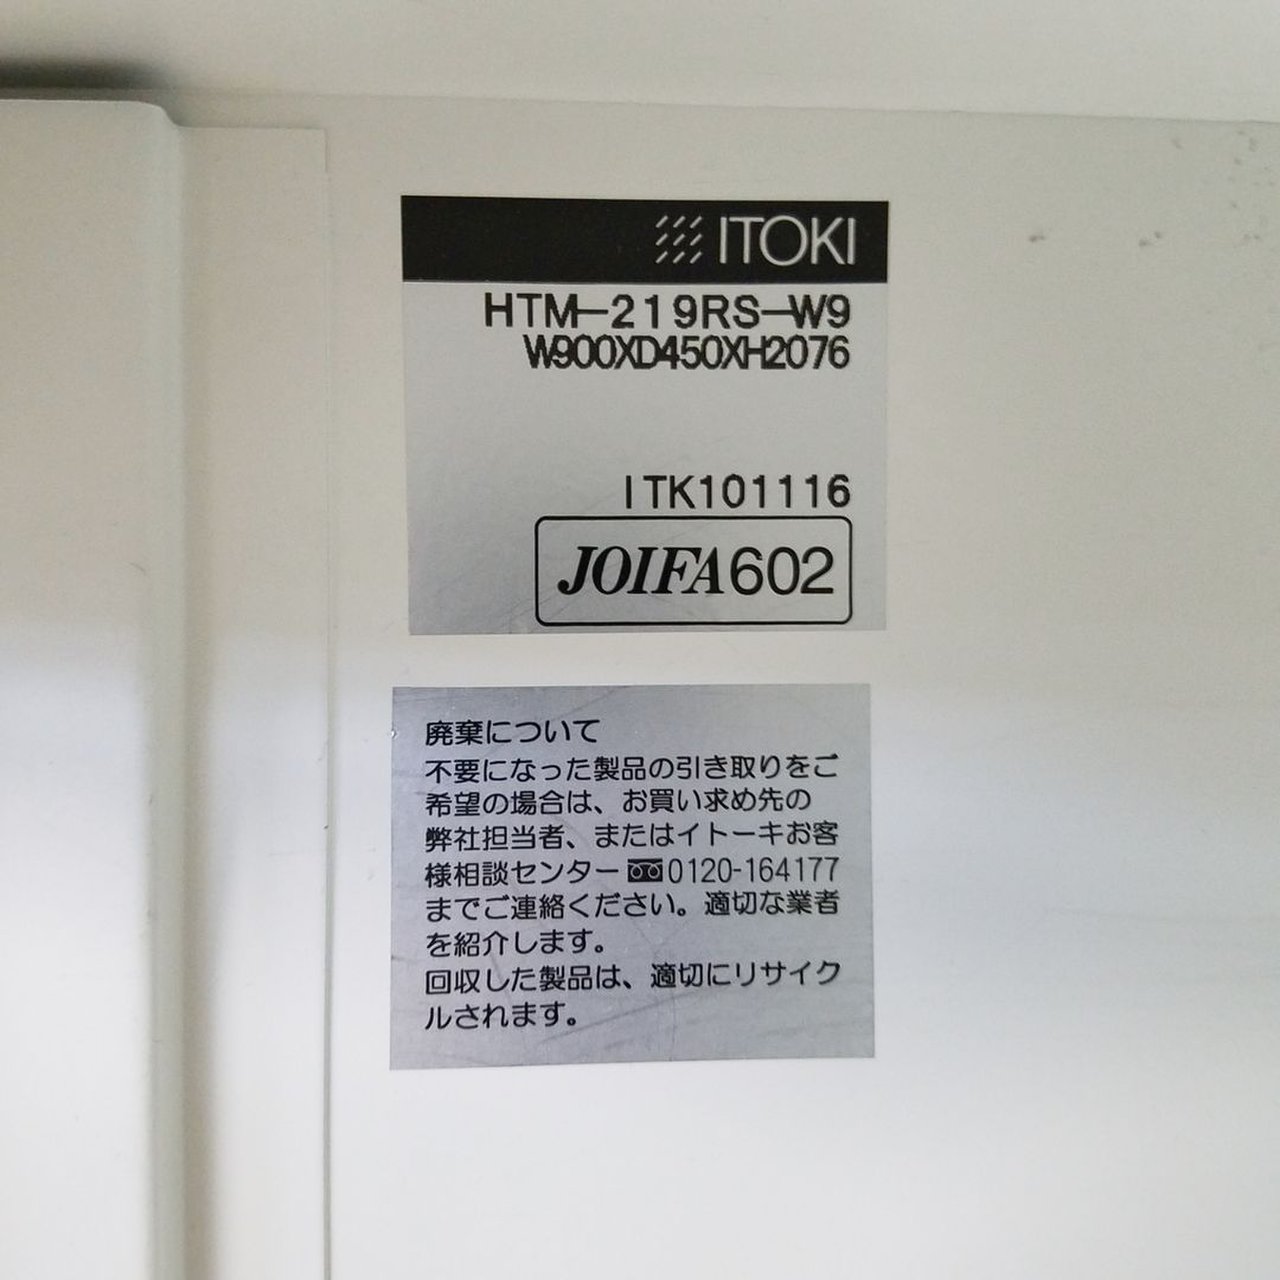 ITOKI
HTM-219RS-W9
W900XD450XH2076
ITK101116
JOIFA602
廃棄について
不要になった製品の引き取りをご
希望の場合は、お買い求め先の
弊社担当者、またはイトーキお客
様相談センター0120-164177
までご連絡ください。適切な業者
を紹介します。
回収した製品は、適切にリサイク
ルされます。